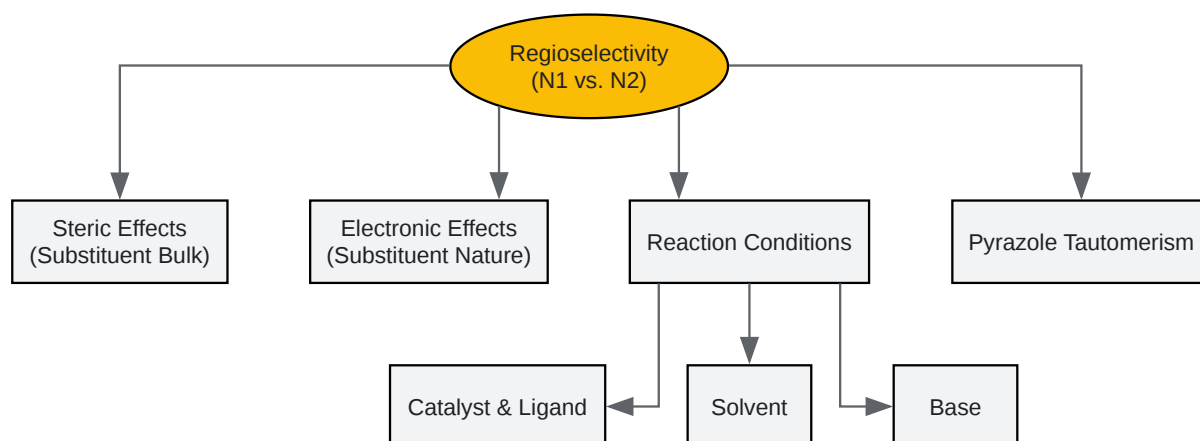 Regioselectivity
(N1 vs. N2)
Steric Effects
(Substituent Bulk)
Electronic Effects
(Substituent Nature)
Reaction Conditions
Pyrazole Tautomerism
Catalyst & Ligand
Solvent
Base